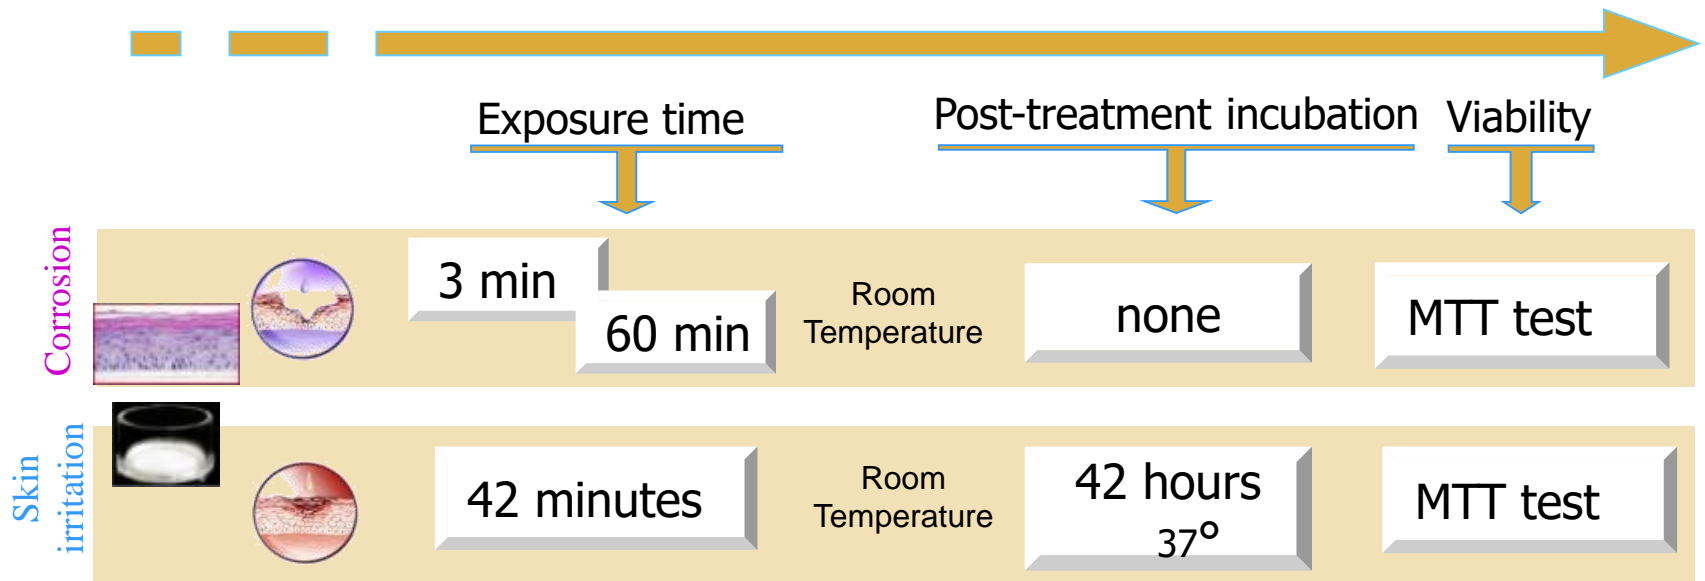 Exposure time
Post-treatment incubation
Viability
Corrosion
3 min
60 min
Room
Temperature
none
MTT test
Skin
irritation
42 minutes
Room
Temperature
42 hours
37°
MTT test